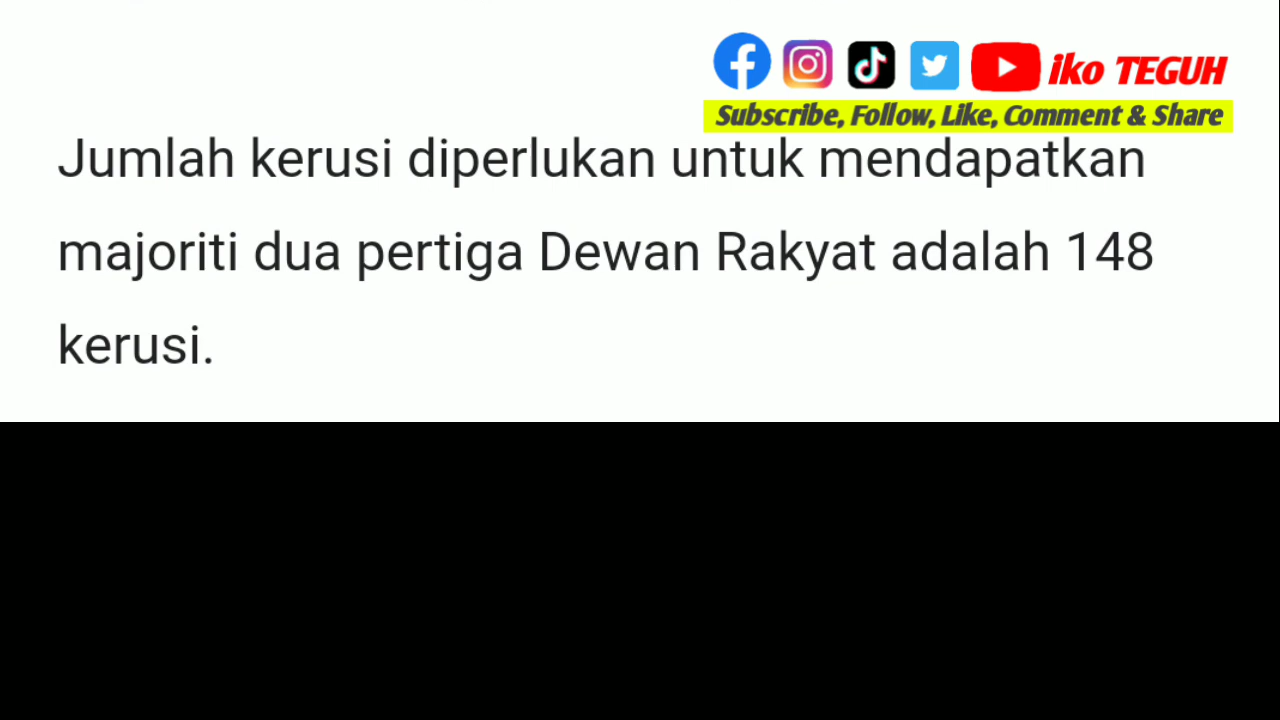 iko TEGUH
Subscribe, Follow, Like, Comment & Share
Jumlah kerusi diperlukan untuk mendapatkan
majoriti dua pertiga Dewan Rakyat adalah 148
kerusi.